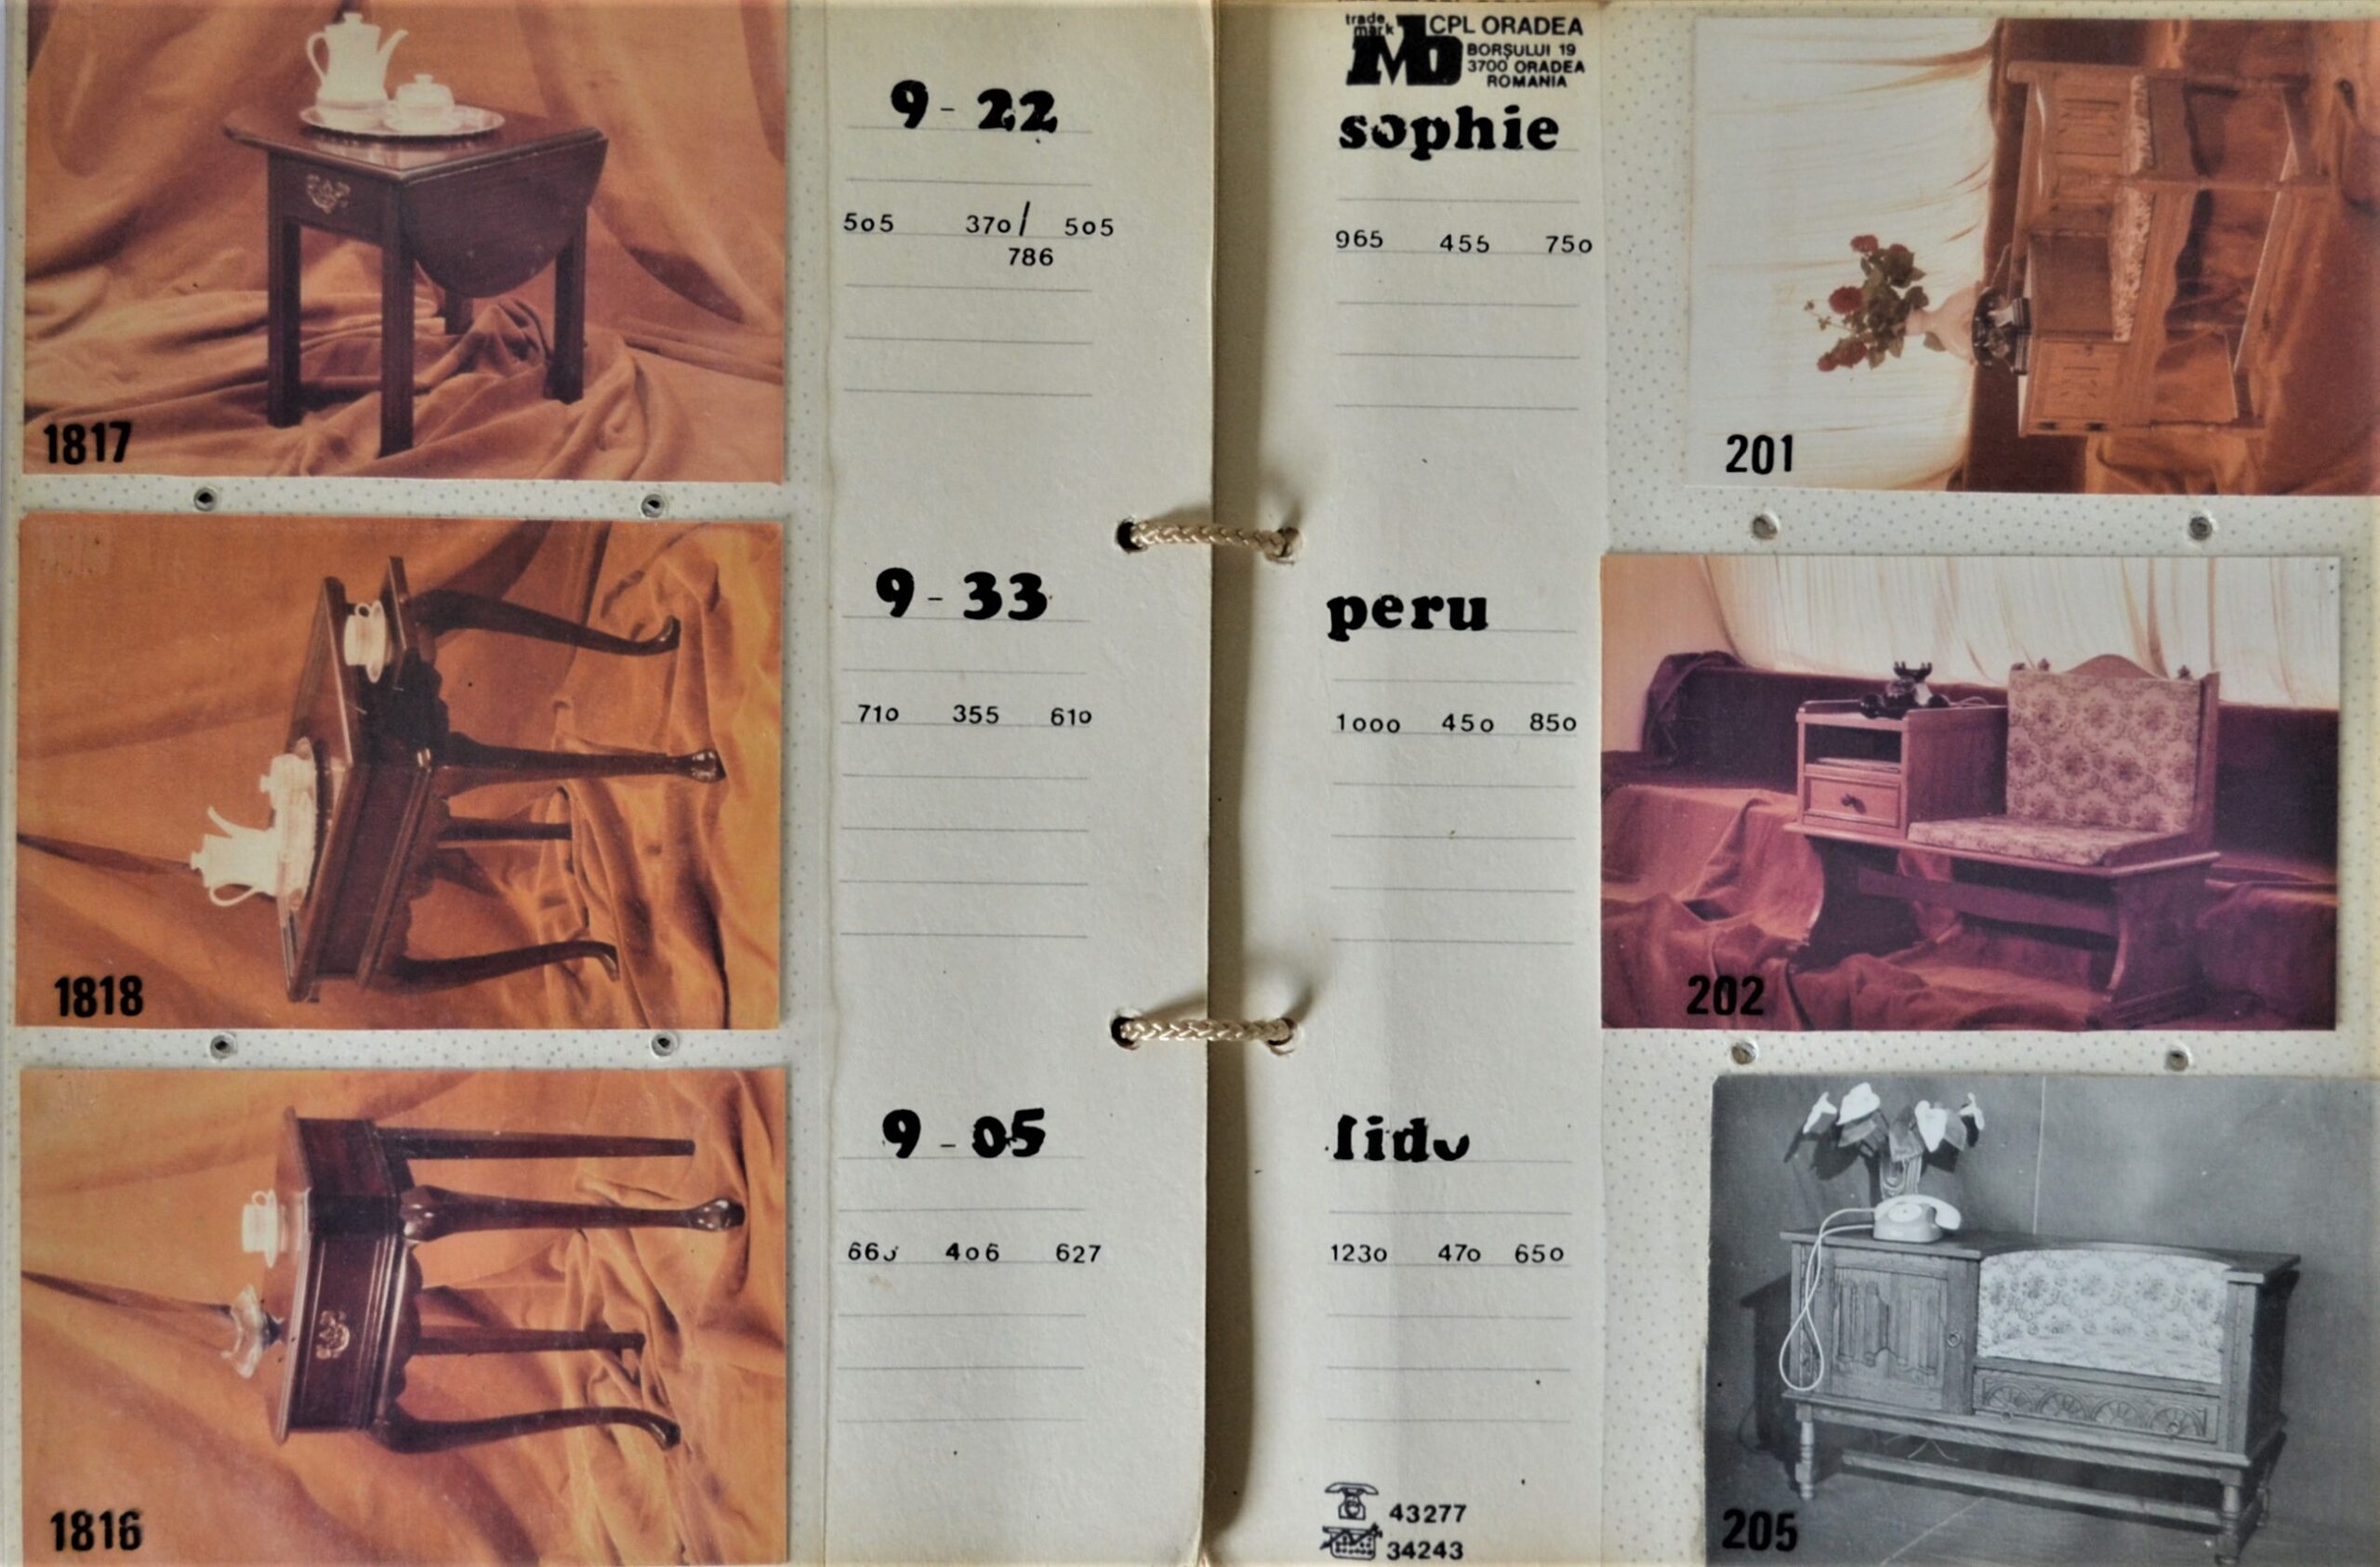 1817
9 - 22
505 370/ 505
786
1818
9 - 33
710 355 610
1816
9 - 05
406 627
trade mark
Mb
CPL ORADEA
BORȘULUI 19
3700 ORADEA
ROMANIA
sophie
965 455 750
201
peru
1000 450 850
202
lido
1230 470 650
205
43277
34243